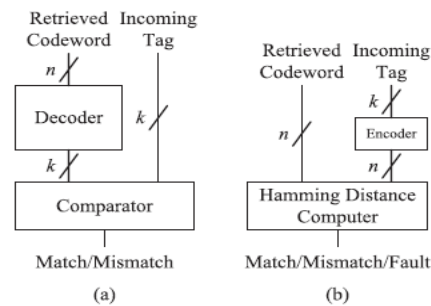 Retrieved Incoming
Codeword Tag
n
Decoder
k
k
Comparator
Match/Mismatch
(a)
Retrieved Incoming
Codeword Tag
k
n
Encoder
n
Hamming Distance
Computer
Match/Mismatch/Fault
(b)